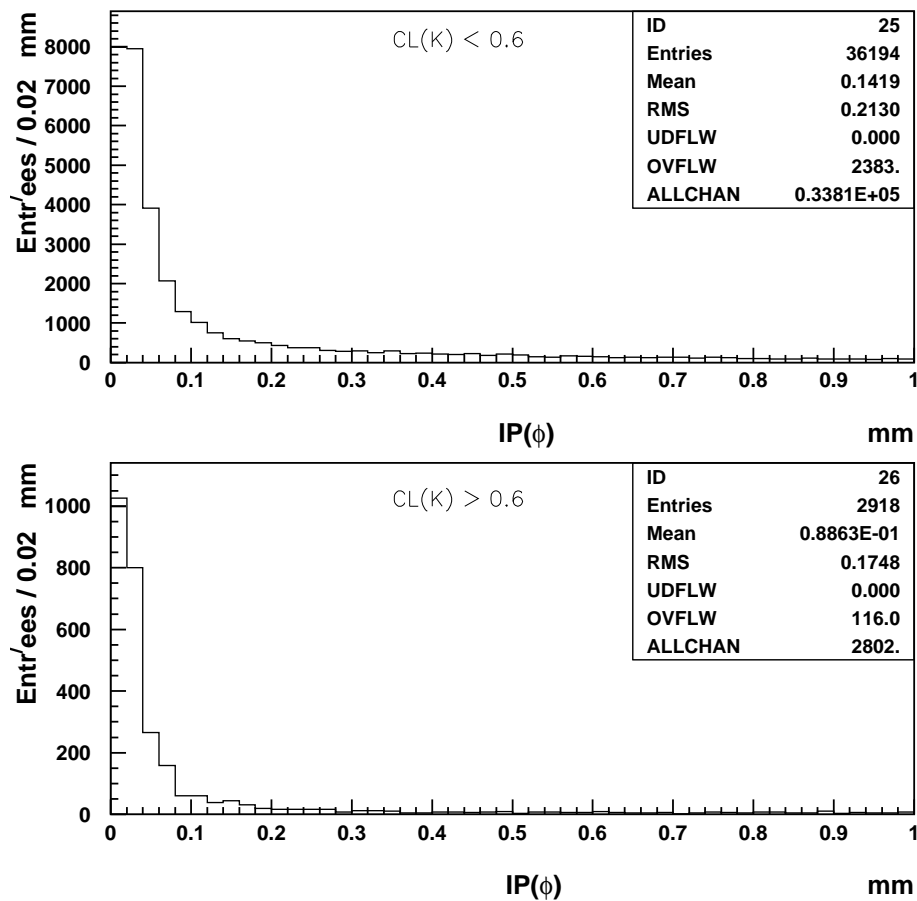 CL(K) < 0.6
ID 25
Entries 36194
Mean 0.1419
RMS 0.2130
UDFLW 0.000
OVFLW 2383.
ALLCHAN 0.3381E+05
Entr′ees / 0.02 mm
8000
7000
6000
5000
4000
3000
2000
1000
0
0 0.1 0.2 0.3 0.4 0.5 0.6 0.7 0.8 0.9 1
IP(ϕ) mm
CL(K) > 0.6
ID 26
Entries 2918
Mean 0.8863E-01
RMS 0.1748
UDFLW 0.000
OVFLW 116.0
ALLCHAN 2802.
Entr′ees / 0.02 mm
1000
800
600
400
200
0
0 0.1 0.2 0.3 0.4 0.5 0.6 0.7 0.8 0.9 1
IP(ϕ) mm